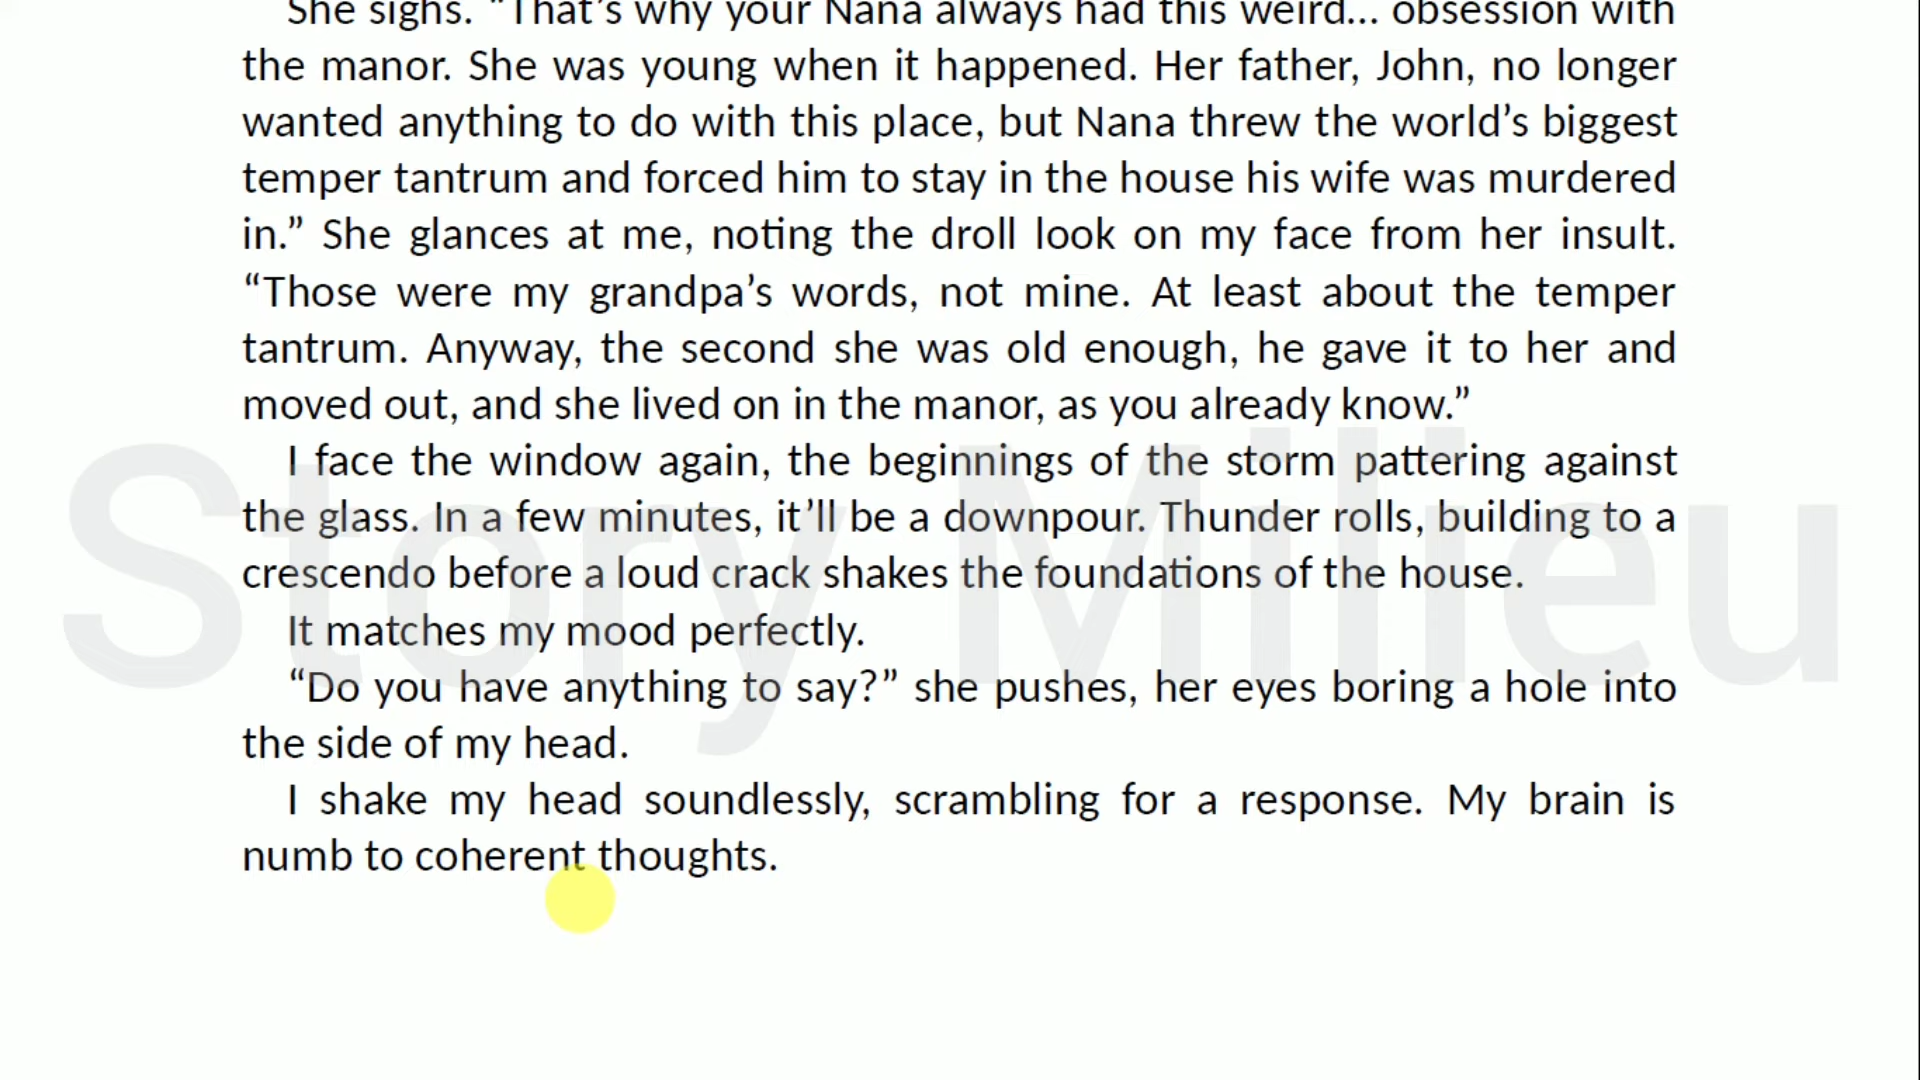 She sighs. “That’s why your Nana always had this weird… obsession with
the manor. She was young when it happened. Her father, John, no longer
wanted anything to do with this place, but Nana threw the world’s biggest
temper tantrum and forced him to stay in the house his wife was murdered
in.” She glances at me, noting the droll look on my face from her insult.
“Those were my grandpa’s words, not mine. At least about the temper
tantrum. Anyway, the second she was old enough, he gave it to her and
moved out, and she lived on in the manor, as you already know.”
I face the window again, the beginnings of the storm pattering against
the glass. In a few minutes, it’ll be a downpour. Thunder rolls, building to a
crescendo before a loud crack shakes the foundations of the house.
It matches my mood perfectly.
“Do you have anything to say?” she pushes, her eyes boring a hole into
the side of my head.
I shake my head soundlessly, scrambling for a response. My brain is
numb to coherent thoughts.
Story Milieu